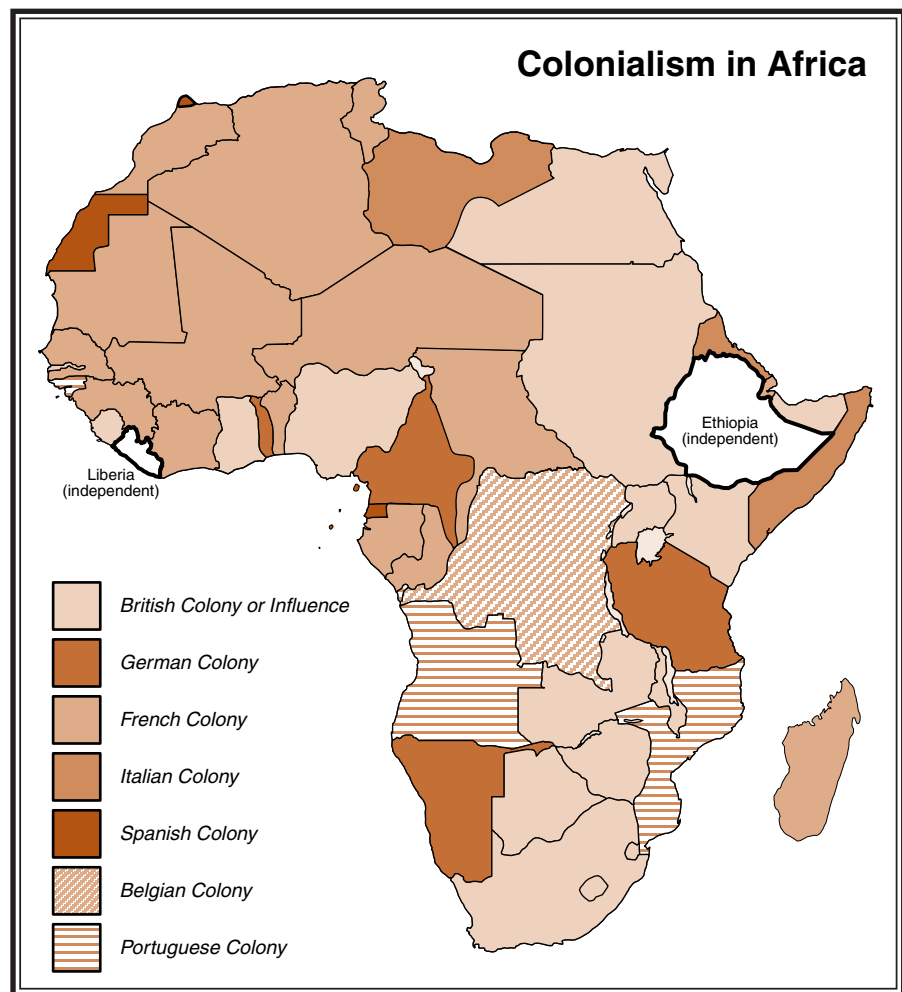 Colonialism in Africa
Ethiopia
(independent)
Liberia
(independent)
British Colony or Influence
German Colony
French Colony
Italian Colony
Spanish Colony
Belgian Colony
Portuguese Colony